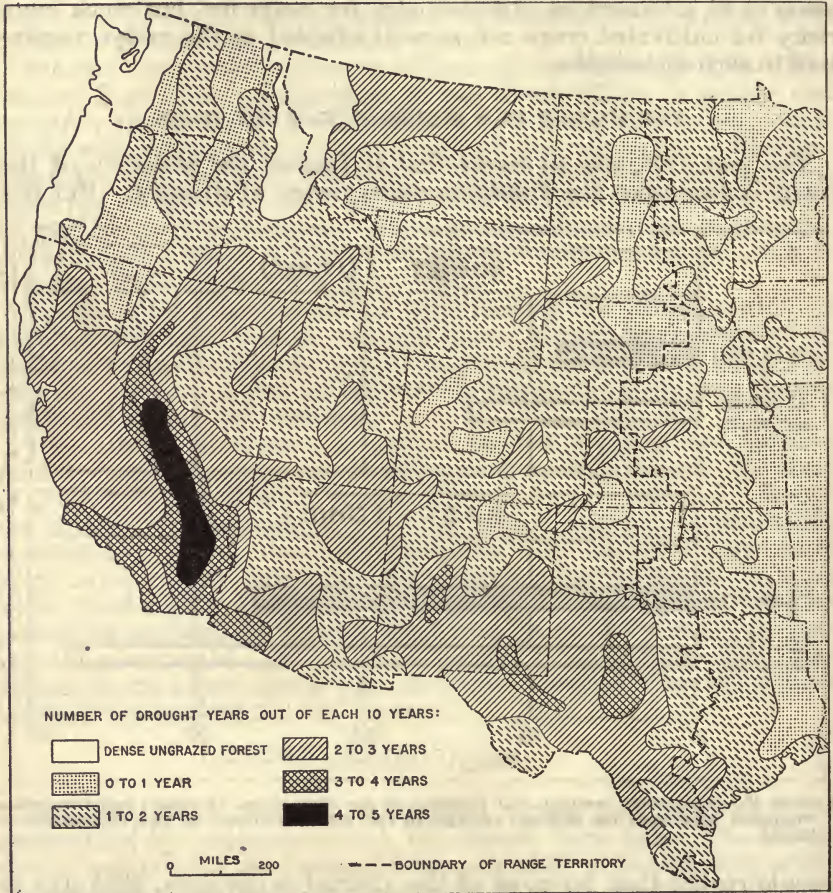 NUMBER OF DROUGHT YEARS OUT OF EACH 10 YEARS:
DENSE UNGRAZED FOREST
0 TO 1 YEAR
1 TO 2 YEARS
2 TO 3 YEARS
3 TO 4 YEARS
4 TO 5 YEARS
MILES
0 200
BOUNDARY OF RANGE TERRITORY